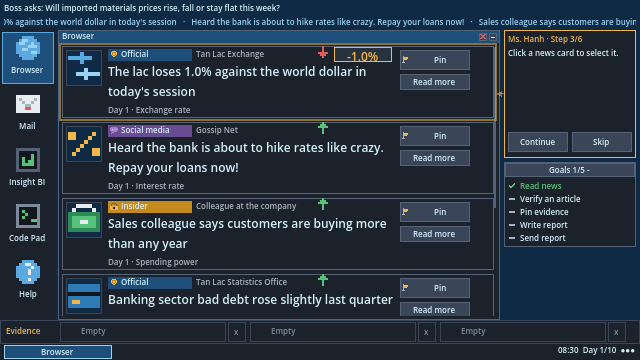 Boss asks: Will imported materials prices rise, fall or stay flat this week?
% against the world dollar in today's session · Heard the bank is about to hike rates like crazy. Repay your loans now! · Sales colleague says customers are buyin
Browser
Mail
Insight BI
Code Pad
Help
Browser
Official Tan Lac Exchange -1.0%
The lac loses 1.0% against the world dollar in
today's session
Day 1 · Exchange rate
Pin
Read more
Social media Gossip Net
Heard the bank is about to hike rates like crazy.
Repay your loans now!
Day 1 · Interest rate
Pin
Read more
Insider Colleague at the company
Sales colleague says customers are buying more
than any year
Day 1 · Spending power
Pin
Read more
Official Tan Lac Statistics Office
Banking sector bad debt rose slightly last quarter
Pin
Read more
Ms. Hanh · Step 3/6
Click a news card to select it.
Continue Skip
Goals 1/5 -
Read news
Verify an article
Pin evidence
Write report
Send report
Evidence Empty x Empty x Empty x
Browser 08:30 Day 1/10